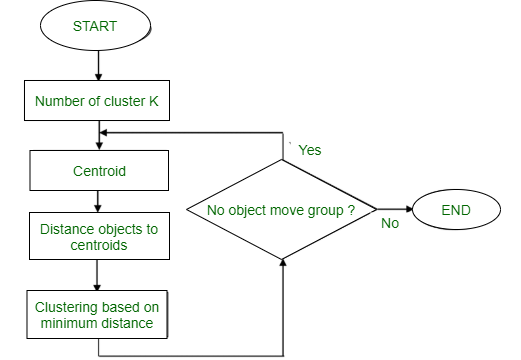 START
Number of cluster K
Centroid
Distance objects to
centroids
Clustering based on
minimum distance
Yes
No object move group ?
No
END